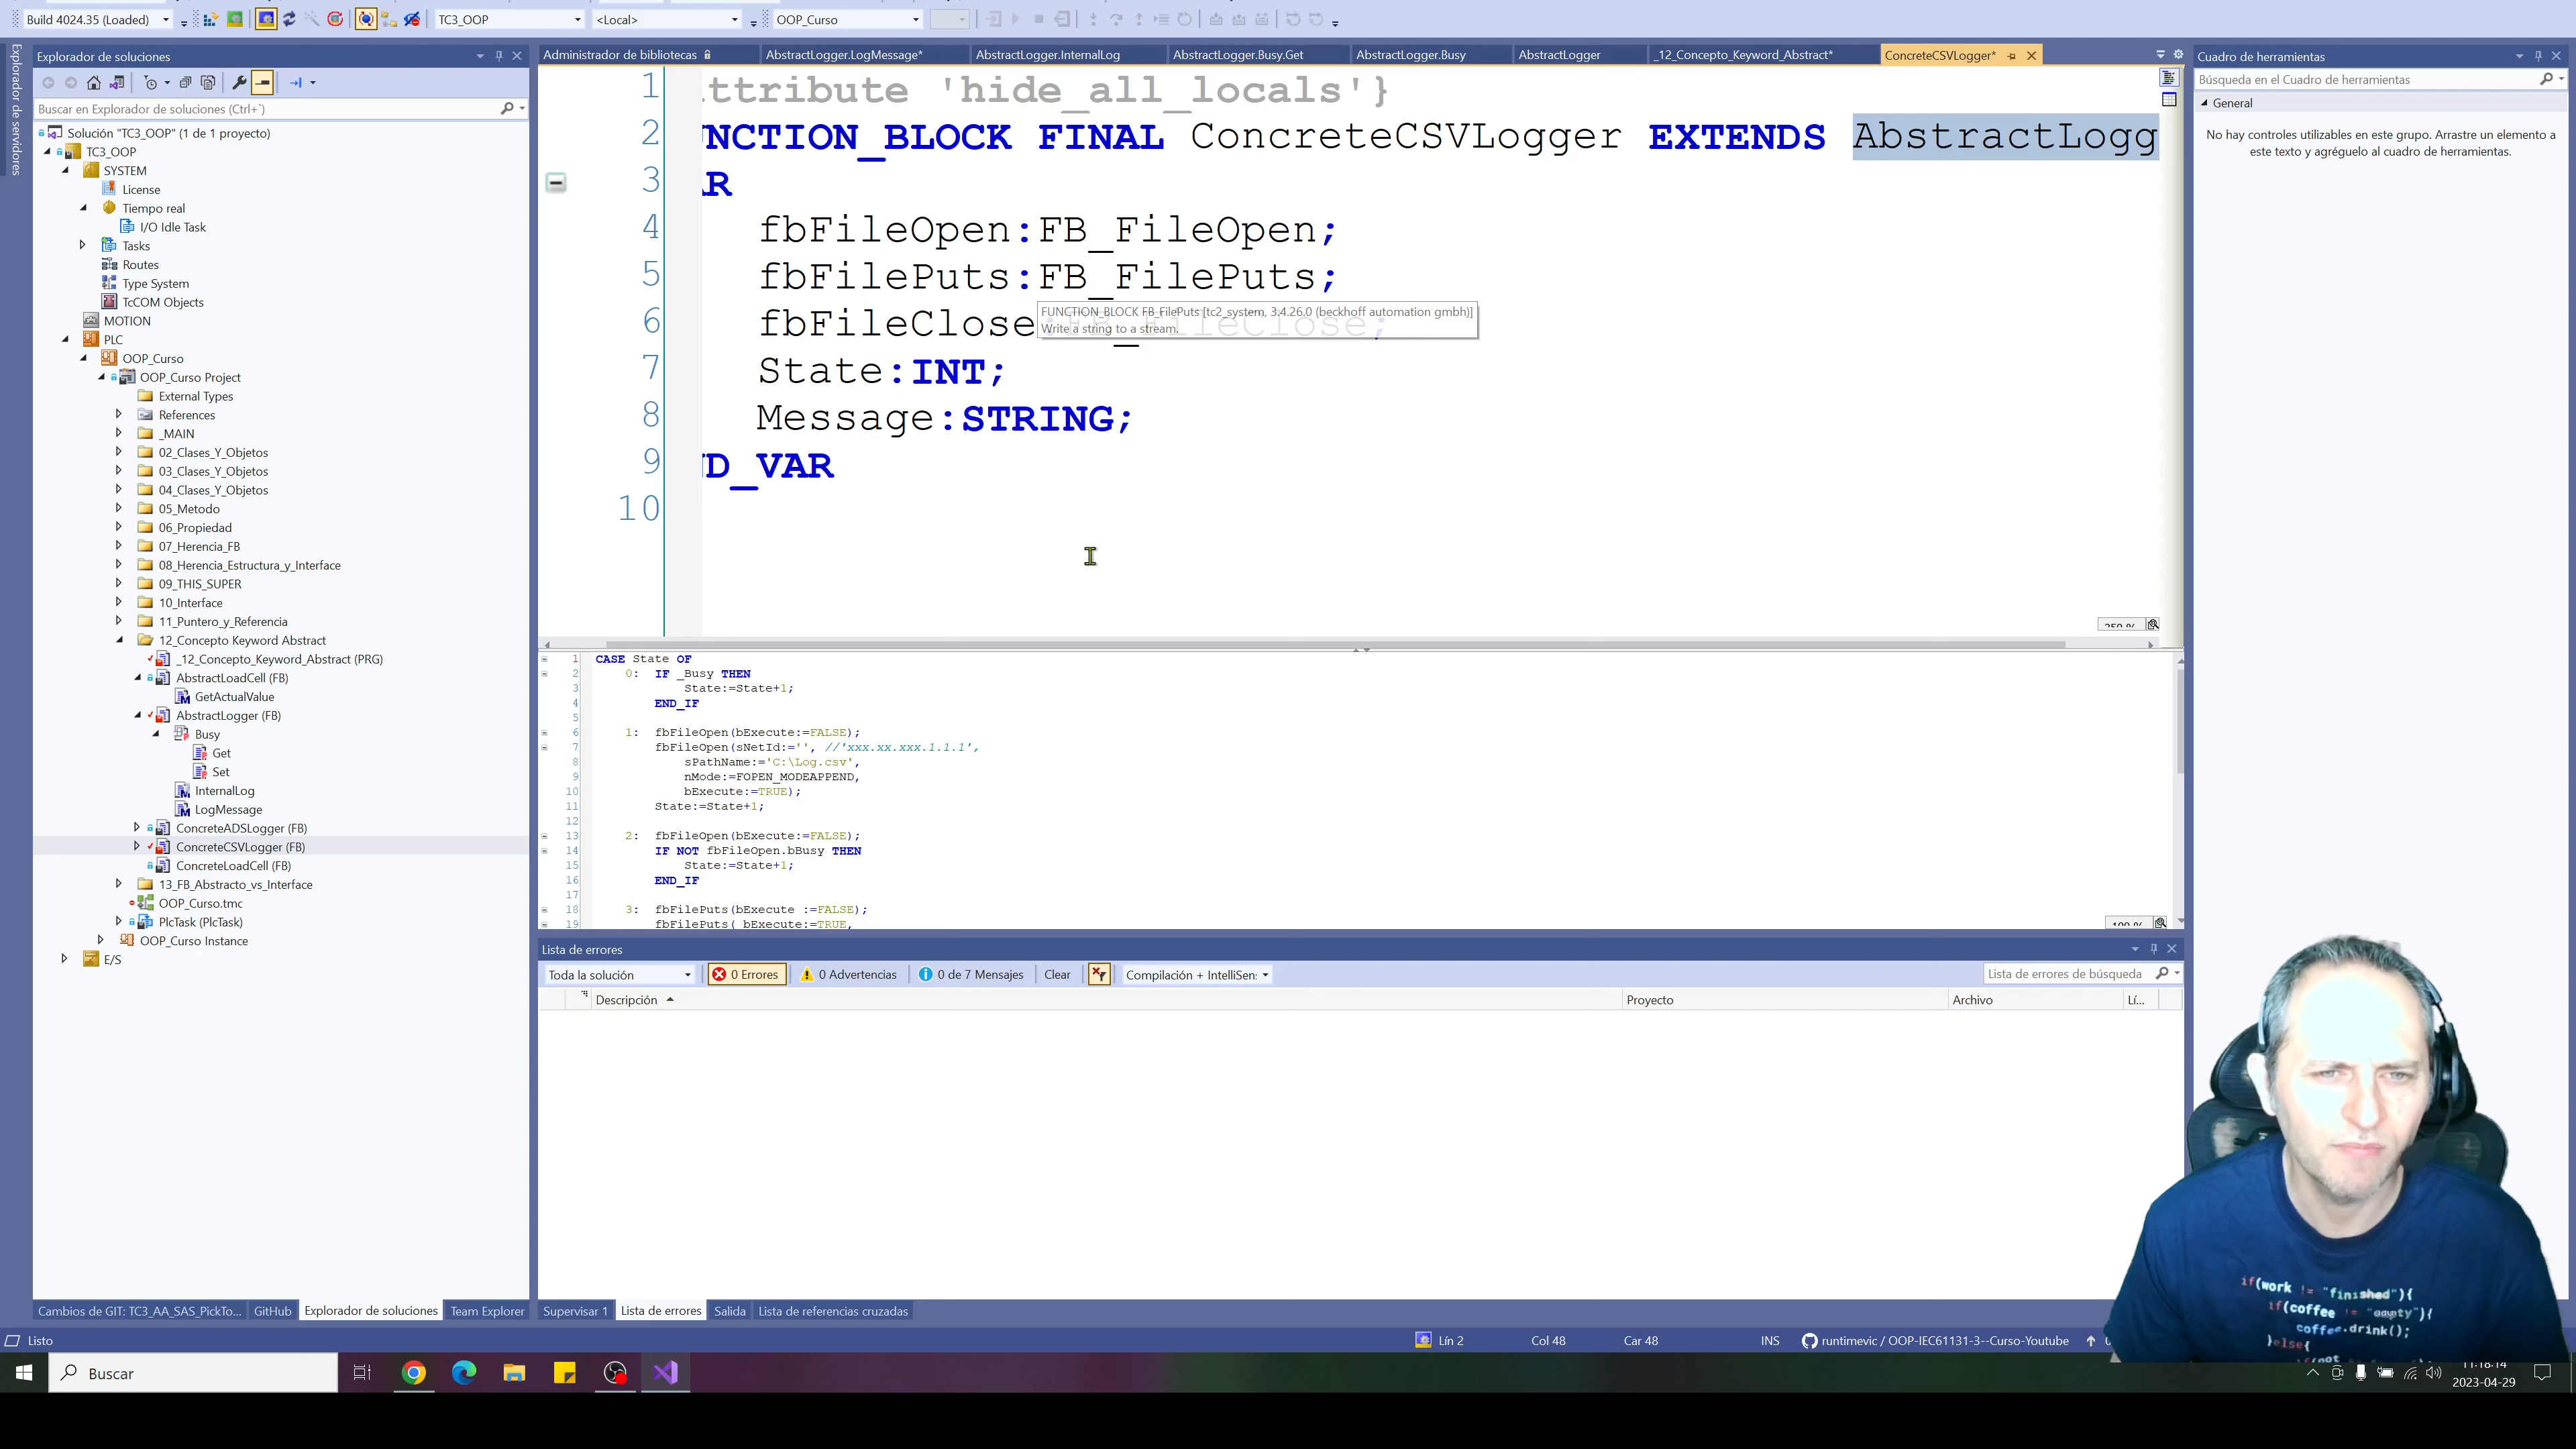 Build 4024.35 (Loaded)
TC3_OOP
<Local>
OOP_Curso
Explorador de servidores
Explorador de soluciones
Buscar en Explorador de soluciones (Ctrl+`)
Solución "TC3_OOP" (1 de 1 proyecto)
TC3_OOP
SYSTEM
License
Tiempo real
I/O Idle Task
Tasks
Routes
Type System
TcCOM Objects
MOTION
PLC
OOP_Curso
OOP_Curso Project
External Types
References
_MAIN
02_Clases_Y_Objetos
03_Clases_Y_Objetos
04_Clases_Y_Objetos
05_Metodo
06_Propiedad
07_Herencia_FB
08_Herencia_Estructura_y_Interface
09_THIS_SUPER
10_Interface
11_Puntero_y_Referencia
12_Concepto Keyword Abstract
_12_Concepto_Keyword_Abstract (PRG)
AbstractLoadCell (FB)
GetActualValue
AbstractLogger (FB)
Busy
Get
Set
InternalLog
LogMessage
ConcreteADSLogger (FB)
ConcreteCSVLogger (FB)
ConcreteLoadCell (FB)
13_FB_Abstracto_vs_Interface
OOP_Curso.tmc
PlcTask (PlcTask)
OOP_Curso Instance
E/S
Cambios de GIT: TC3_AA_SAS_PickTo...
GitHub
Explorador de soluciones
Team Explorer
Administrador de bibliotecas
AbstractLogger.LogMessage*
AbstractLogger.InternalLog
AbstractLogger.Busy.Get
AbstractLogger.Busy
AbstractLogger
_12_Concepto_Keyword_Abstract*
ConcreteCSVLogger*
1 ttribute 'hide_all_locals'}
2 NCTION_BLOCK FINAL ConcreteCSVLogger EXTENDS AbstractLogg
3 AR
4 fbFileOpen:FB_FileOpen;
5 fbFilePuts:FB_FilePuts;
FUNCTION_BLOCK FB_FilePuts [tc2_system, 3.4.26.0 (beckhoff automation gmbh)]
Write a string to a stream.
6 fbFileClose:FB_FileClose;
7 State:INT;
8 Message:STRING;
9 D_VAR
10
1 CASE State OF
2 0: IF _Busy THEN
3 State:=State+1;
4 END_IF
5
6 1: fbFileOpen(bExecute:=FALSE);
7 fbFileOpen(sNetId:='', //'xxx.xx.xxx.1.1.1',
8 sPathName:='C:\Log.csv',
9 nMode:=FOPEN_MODEAPPEND,
10 bExecute:=TRUE);
11 State:=State+1;
12
13 2: fbFileOpen(bExecute:=FALSE);
14 IF NOT fbFileOpen.bBusy THEN
15 State:=State+1;
16 END_IF
17
18 3: fbFilePuts(bExecute :=FALSE);
19 fbFilePuts( bExecute:=TRUE,
Lista de errores
Toda la solución
0 Errores
0 Advertencias
0 de 7 Mensajes
Clear
Compilación + IntelliSen:
Lista de errores de búsqueda
Descripción
Proyecto
Archivo
Lí...
Supervisar 1
Lista de errores
Salida
Lista de referencias cruzadas
Cuadro de herramientas
Búsqueda en el Cuadro de herramientas
General
No hay controles utilizables en este grupo. Arrastre un elemento a
este texto y agréguelo al cuadro de herramientas.
if(work != "finished"){
if(coffee != "empty"){
coffee.drink();
}else{
Listo
Lín 2
Col 48
Car 48
INS
runtimevic / OOP-IEC61131-3--Curso-Youtube
Buscar
11:18:14
2023-04-29